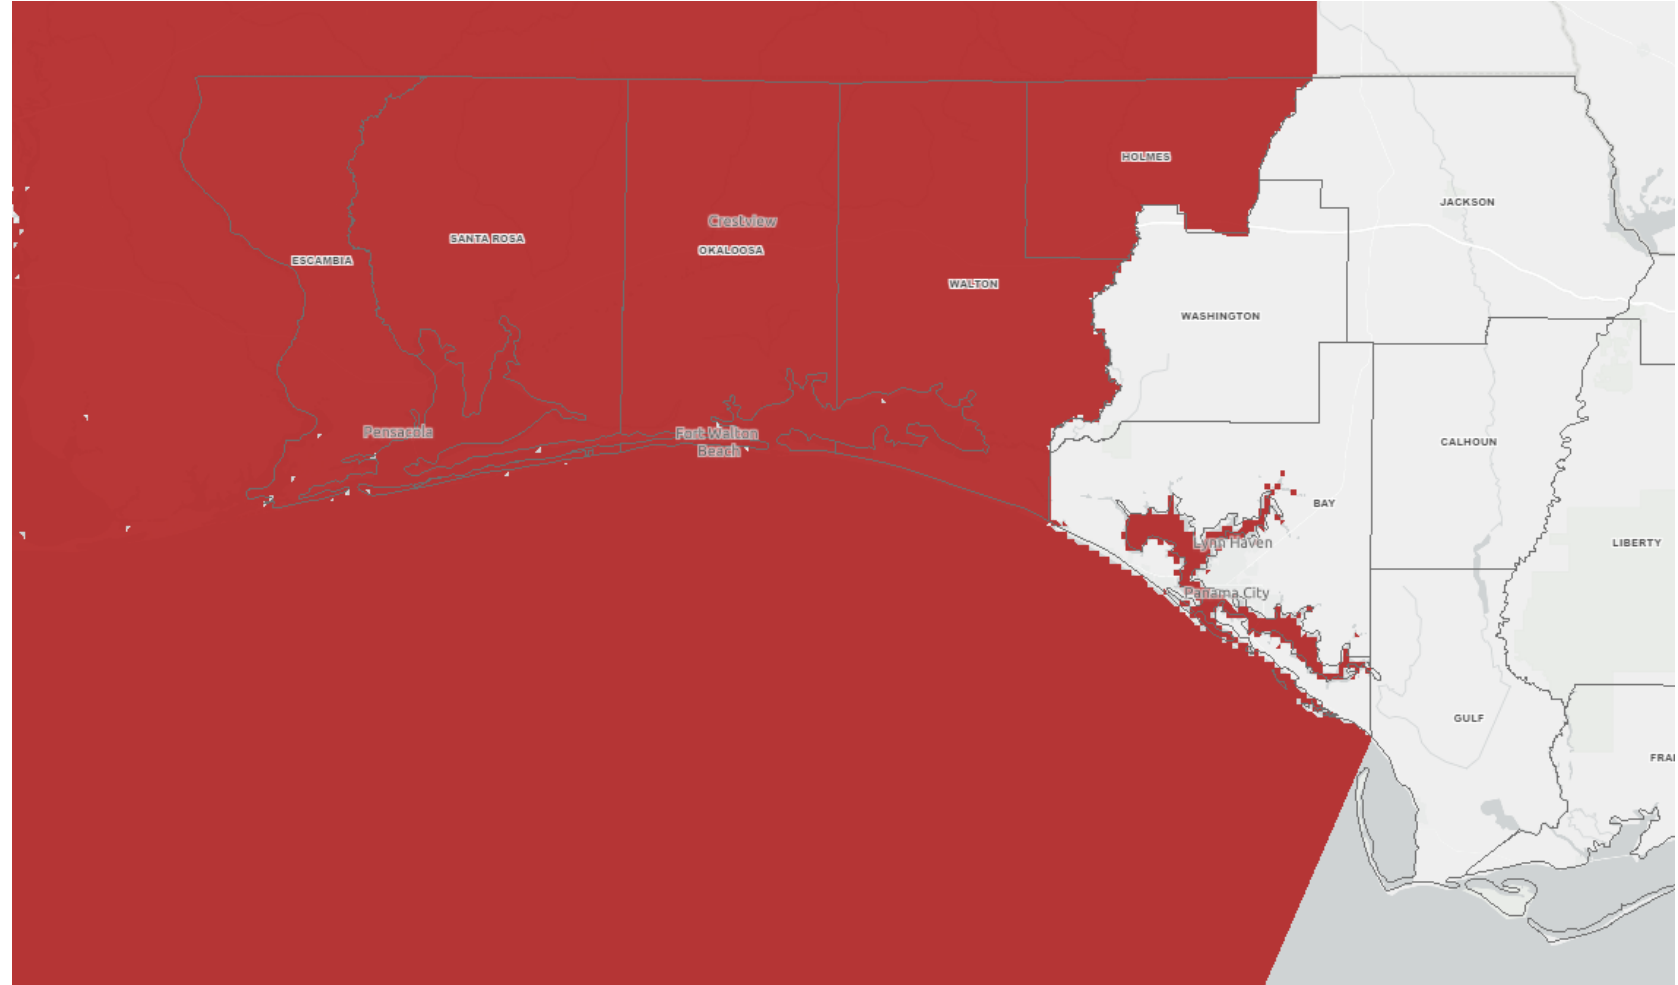 HOLMES
JACKSON
Crestview
SANTA ROSA
OKALOOSA
ESCAMBIA
WALTON
WASHINGTON
Pensacola
Fort Walton
Beach
CALHOUN
BAY
Lynn Haven
LIBERTY
Panama City
GULF
FRA